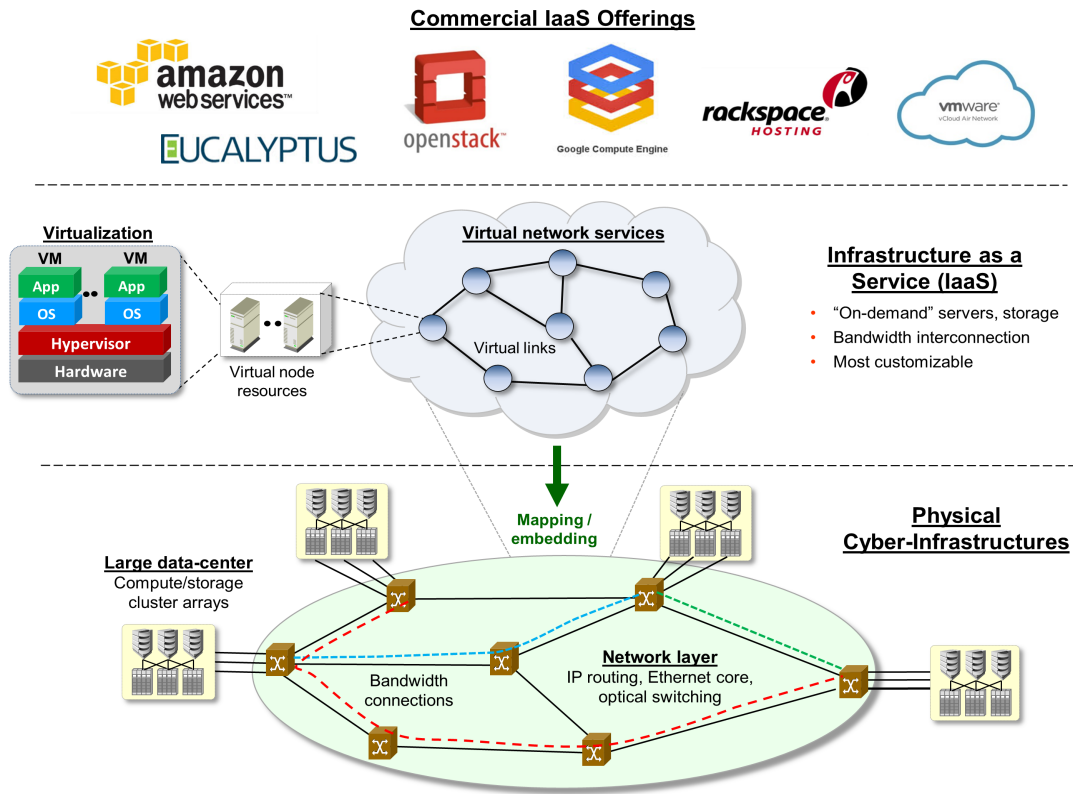 Commercial IaaS Offerings
amazon
web services™
EUCALYPTUS
openstack™
Google Compute Engine
rackspace®
HOSTING
vmware®
vCloud Air Network
Virtualization
VM
VM
App
App
OS
OS
Hypervisor
Hardware
Virtual node
resources
Virtual network services
Virtual links
Infrastructure as a
Service (IaaS)
• “On-demand” servers, storage
• Bandwidth interconnection
• Most customizable
Mapping /
embedding
Physical
Cyber-Infrastructures
Large data-center
Compute/storage
cluster arrays
Bandwidth
connections
Network layer
IP routing, Ethernet core,
optical switching